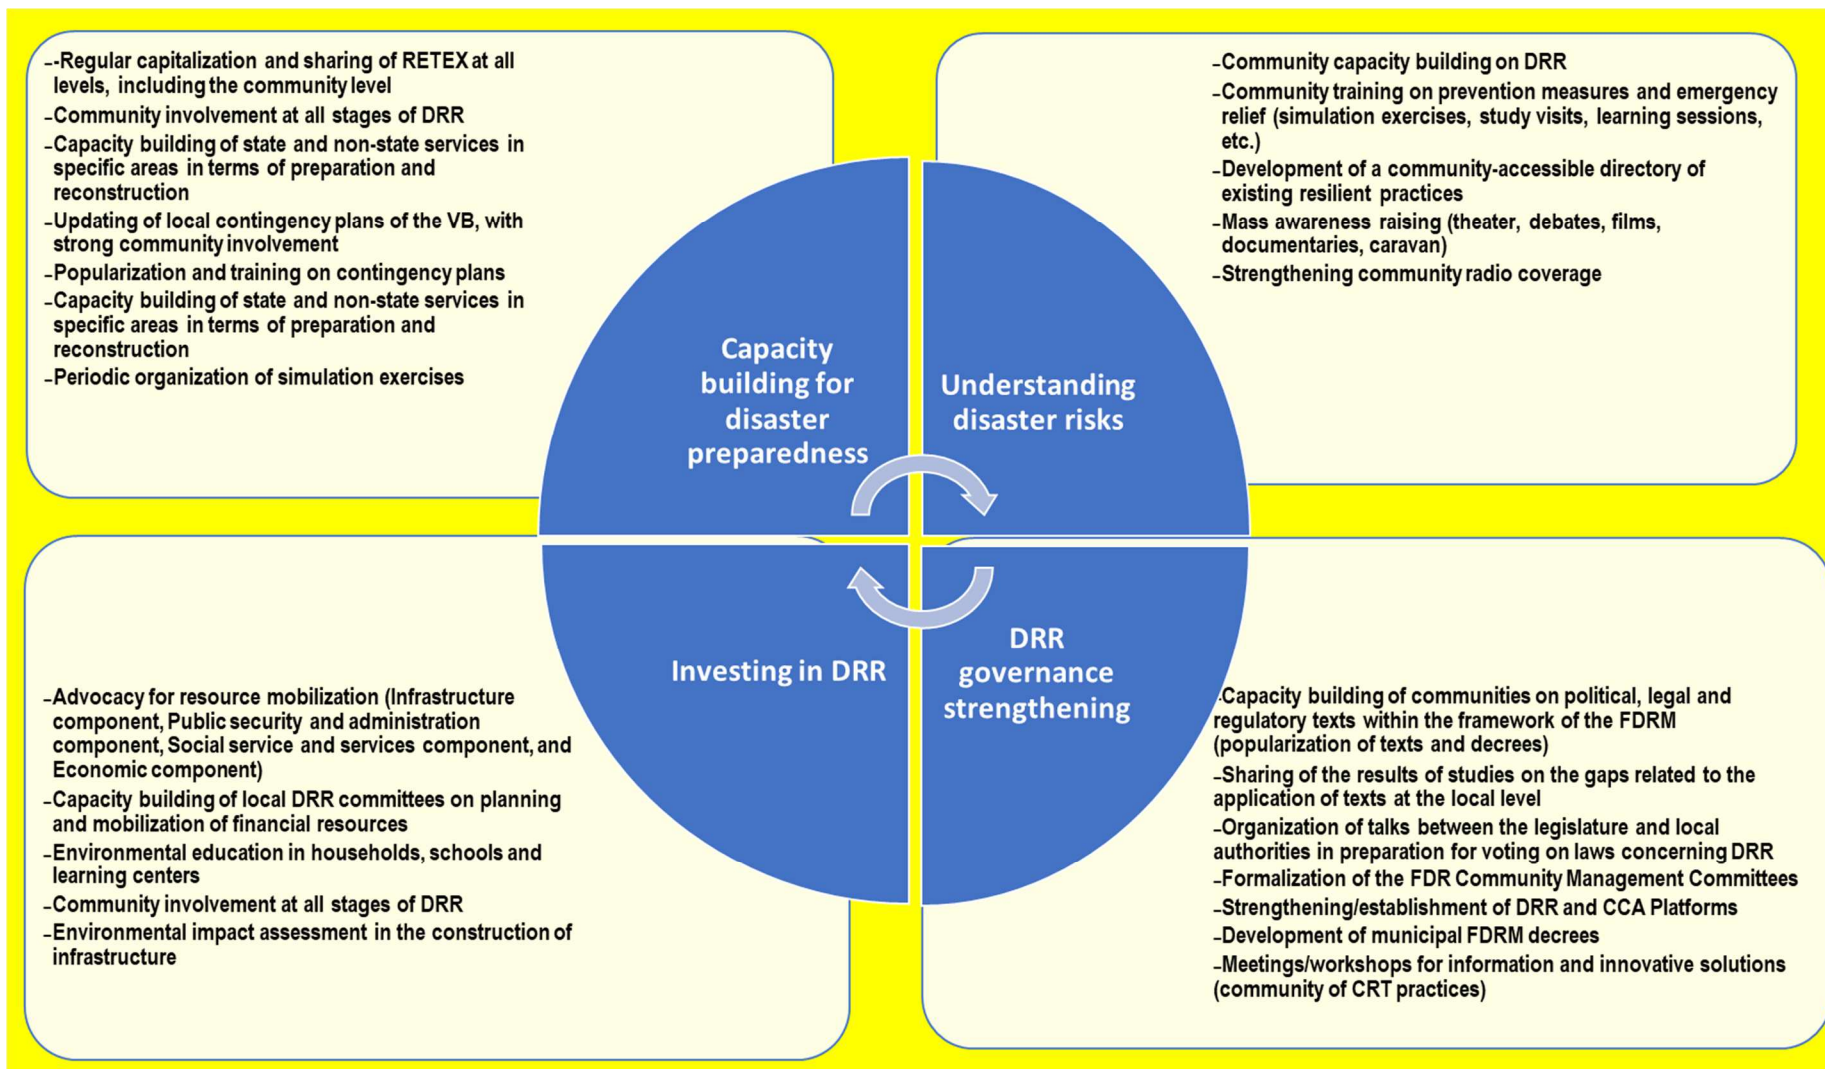 --Regular capitalization and sharing of RETEX at all
levels, including the community level
-Community involvement at all stages of DRR
-Capacity building of state and non-state services in
specific areas in terms of preparation and
reconstruction
-Updating of local contingency plans of the VB, with
strong community involvement
-Popularization and training on contingency plans
-Capacity building of state and non-state services in
specific areas in terms of preparation and
reconstruction
-Periodic organization of simulation exercises
-Community capacity building on DRR
-Community training on prevention measures and emergency
relief (simulation exercises, study visits, learning sessions,
etc.)
-Development of a community-accessible directory of
existing resilient practices
-Mass awareness raising (theater, debates, films,
documentaries, caravan)
-Strengthening community radio coverage
Capacity
building for
disaster
preparedness
Understanding
disaster risks
Investing in DRR
DRR
governance
strengthening
-Advocacy for resource mobilization (Infrastructure
component, Public security and administration
component, Social service and services component, and
Economic component)
-Capacity building of local DRR committees on planning
and mobilization of financial resources
-Environmental education in households, schools and
learning centers
-Community involvement at all stages of DRR
-Environmental impact assessment in the construction of
infrastructure
-Capacity building of communities on political, legal and
regulatory texts within the framework of the FDRM
(popularization of texts and decrees)
-Sharing of the results of studies on the gaps related to the
application of texts at the local level
-Organization of talks between the legislature and local
authorities in preparation for voting on laws concerning DRR
-Formalization of the FDR Community Management Committees
-Strengthening/establishment of DRR and CCA Platforms
-Development of municipal FDRM decrees
-Meetings/workshops for information and innovative solutions
(community of CRT practices)